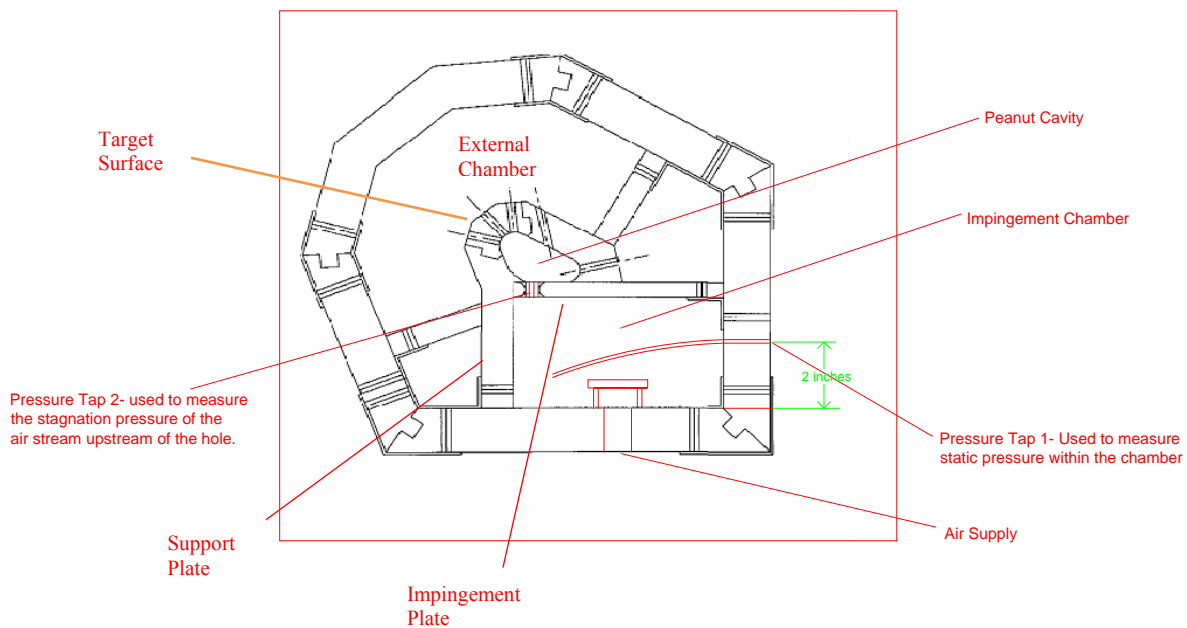 Peanut Cavity
Target
Surface
External
Chamber
Impingement Chamber
2 inches
Pressure Tap 2- used to measure
the stagnation pressure of the
air stream upstream of the hole.
Pressure Tap 1- Used to measure
static pressure within the chamber
Air Supply
Support
Plate
Impingement
Plate